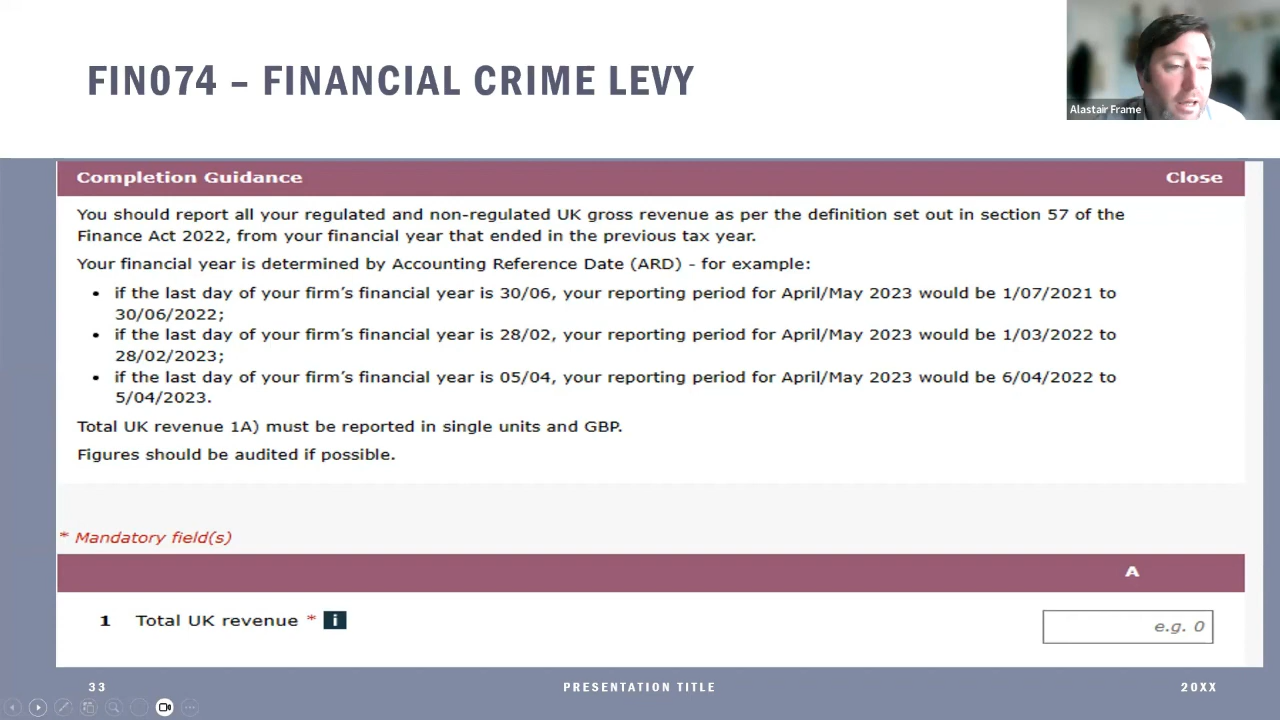 FIN074 – FINANCIAL CRIME LEVY
Alastair Frame
Completion Guidance
Close
You should report all your regulated and non-regulated UK gross revenue as per the definition set out in section 57 of the
Finance Act 2022, from your financial year that ended in the previous tax year.
Your financial year is determined by Accounting Reference Date (ARD) - for example:
• if the last day of your firm's financial year is 30/06, your reporting period for April/May 2023 would be 1/07/2021 to
30/06/2022;
• if the last day of your firm's financial year is 28/02, your reporting period for April/May 2023 would be 1/03/2022 to
28/02/2023;
• if the last day of your firm's financial year is 05/04, your reporting period for April/May 2023 would be 6/04/2022 to
5/04/2023.
Total UK revenue 1A) must be reported in single units and GBP.
Figures should be audited if possible.
* Mandatory field(s)
A
1 Total UK revenue * i
e.g. 0
33
PRESENTATION TITLE
20XX